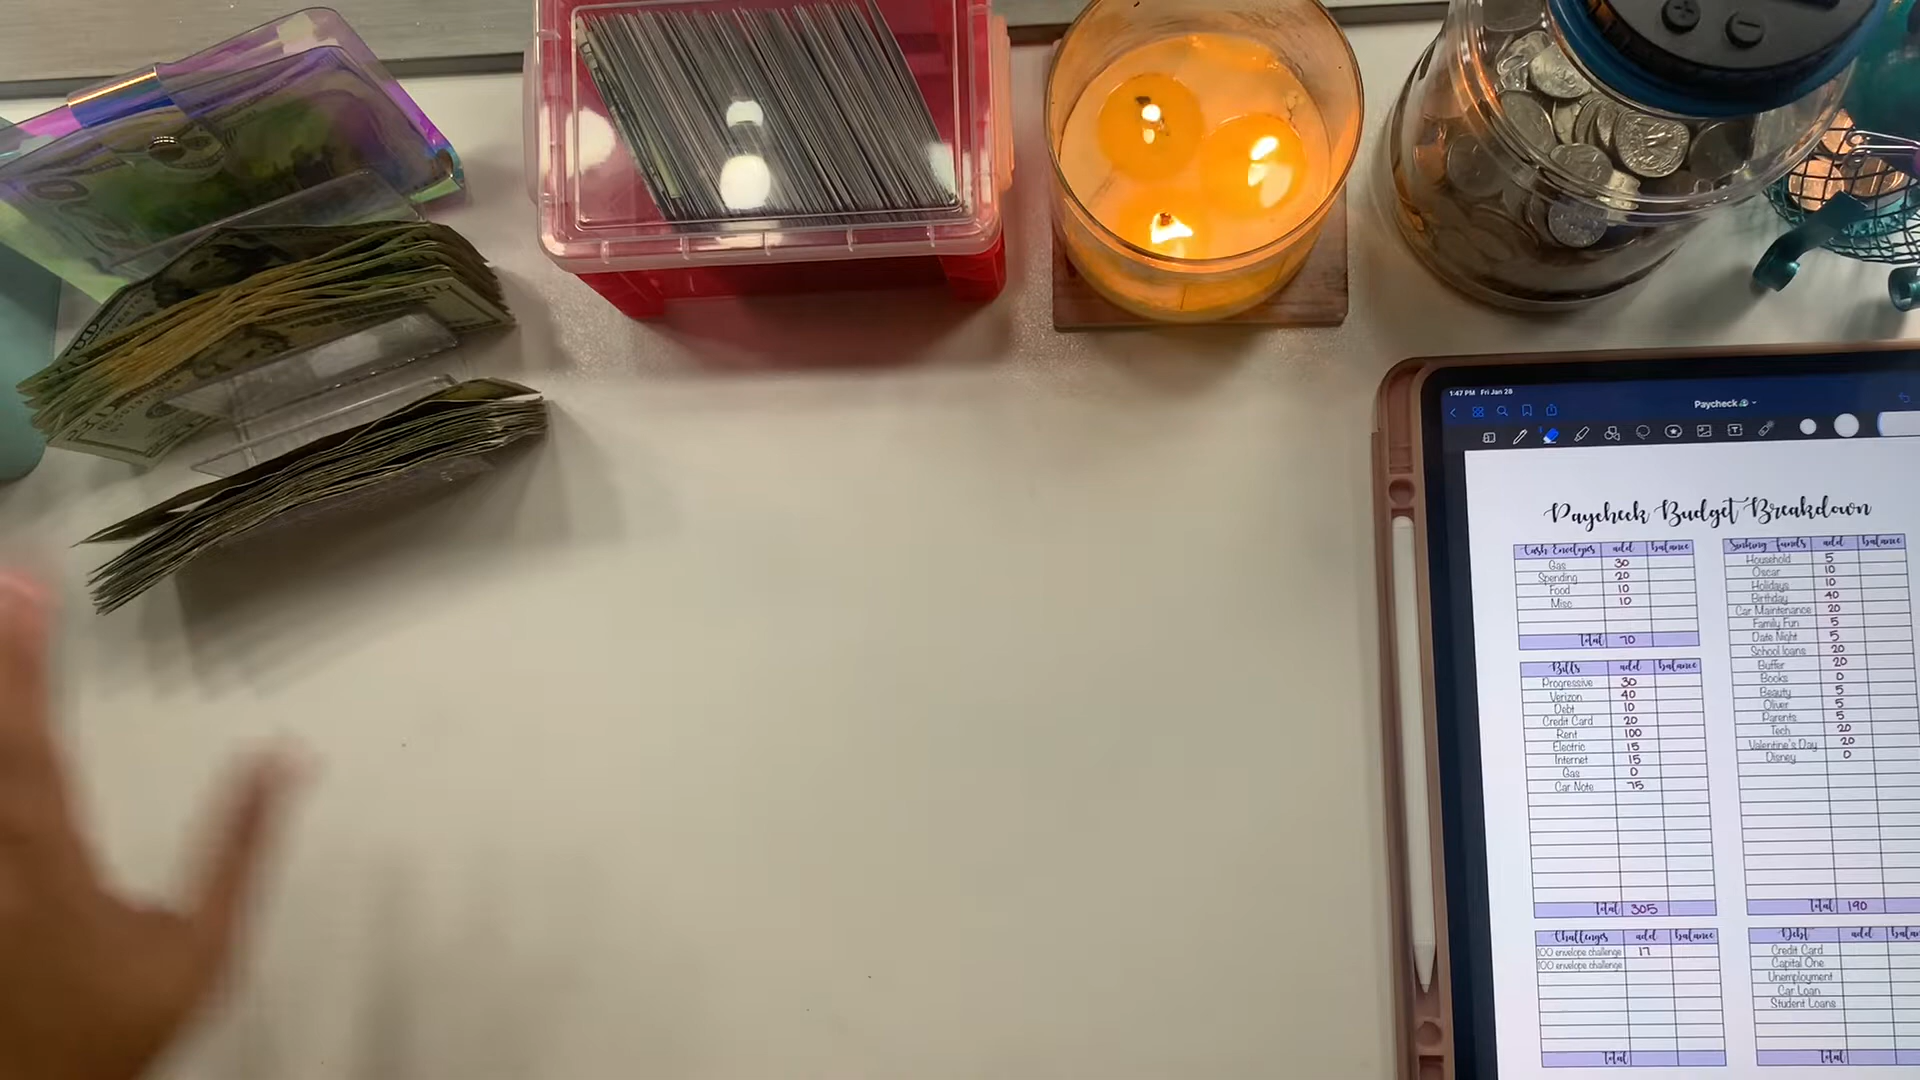 1:47 PM Fri Jan 28
Paycheck
Paycheck Budget Breakdown
Cash Envelopes add balance
Gas 30
Spending 20
Food 10
Misc 10
Total 70
Bills add balance
Progressive 30
Verizon 40
Debt 10
Credit Card 20
Rent 100
Electric 15
Internet 15
Gas 0
Car Note 75
Total 305
Challenges add balance
100 envelope challenge 17
100 envelope challenge
Total
Sinking Funds add balance
Household 5
Oscar 10
Holidays 10
Birthday 40
Car Maintenance 20
Family Fun 5
Date Night 5
School loans 20
Buffer 20
Books 0
Beauty 5
Oliver 5
Parents 5
Tech 20
Valentine's Day 20
Disney 0
Total 190
Debt add balan
Credit Card
Capital One
Unemployment
Car Loan
Student Loans
Total